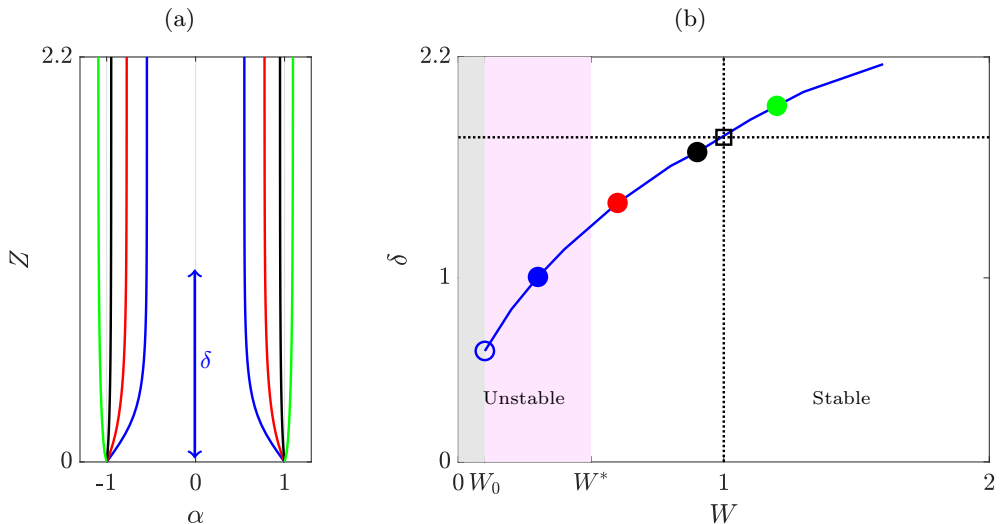 (a)
2.2
Z
δ
0
-1 0 1
α
(b)
2.2
δ
1
Unstable
Stable
0
0 W₀ W* 1 2
W